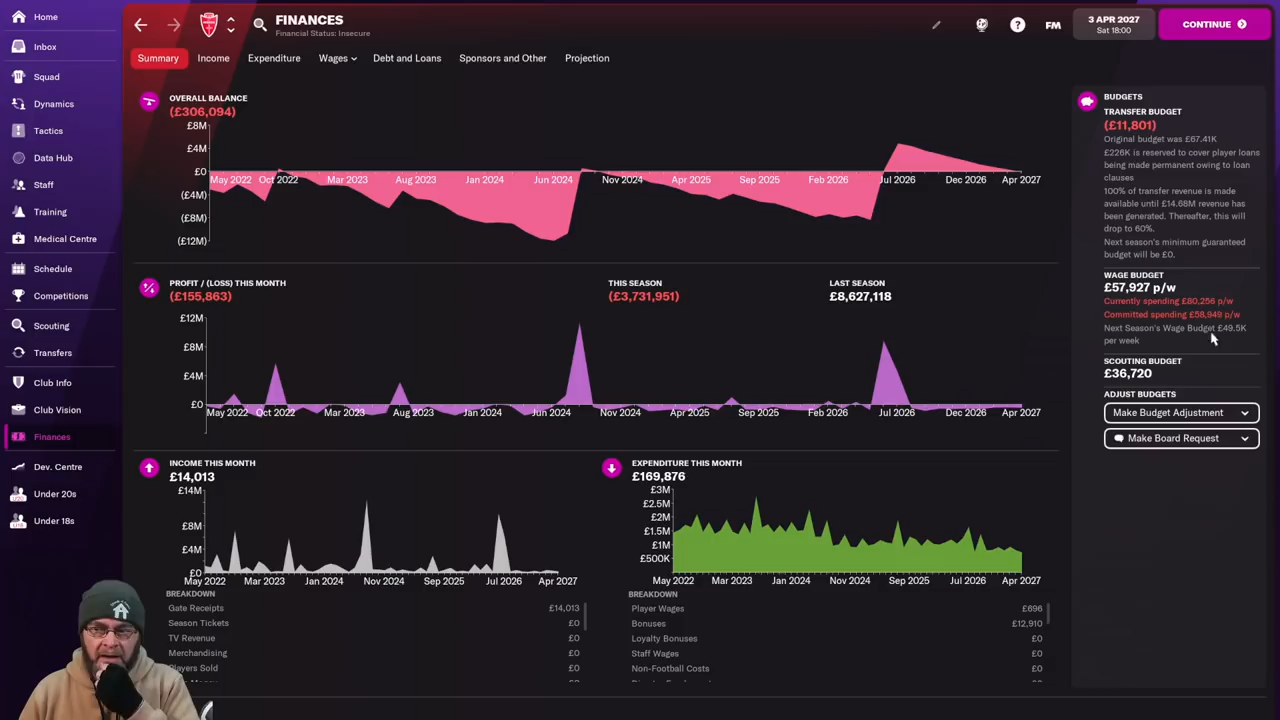 Home
Inbox
Squad
Dynamics
Tactics
Data Hub
Staff
Training
Medical Centre
Schedule
Competitions
Scouting
Transfers
Club Info
Club Vision
Finances
Dev. Centre
Under 20s
Under 18s
FINANCES
Financial Status: Insecure
FM
3 APR 2027
Sat 18:00
CONTINUE
Summary
Income
Expenditure
Wages
Debt and Loans
Sponsors and Other
Projection
OVERALL BALANCE
(£306,094)
£8M
£4M
£0
(£4M)
(£8M)
(£12M)
May 2022 Oct 2022 Mar 2023 Aug 2023 Jan 2024 Jun 2024 Nov 2024 Apr 2025 Sep 2025 Feb 2026 Jul 2026 Dec 2026 Apr 2027
PROFIT / (LOSS) THIS MONTH
(£155,863)
THIS SEASON
(£3,731,951)
LAST SEASON
£8,627,118
£12M
£8M
£4M
£0
May 2022 Oct 2022 Mar 2023 Aug 2023 Jan 2024 Jun 2024 Nov 2024 Apr 2025 Sep 2025 Feb 2026 Jul 2026 Dec 2026 Apr 2027
INCOME THIS MONTH
£14,013
£14M
£8M
£4M
£0
May 2022 Mar 2023 Jan 2024 Nov 2024 Sep 2025 Jul 2026 Apr 2027
BREAKDOWN
Gate Receipts £14,013
Season Tickets £0
TV Revenue £0
Merchandising £0
Players Sold £0
EXPENDITURE THIS MONTH
£169,876
£3M
£2.5M
£2M
£1.5M
£1M
£500K
May 2022 Mar 2023 Jan 2024 Nov 2024 Sep 2025 Jul 2026 Apr 2027
BREAKDOWN
Player Wages £696
Bonuses £12,910
Loyalty Bonuses £0
Staff Wages £0
Non-Football Costs £0
BUDGETS
TRANSFER BUDGET
(£11,801)
Original budget was £67.41K
£226K is reserved to cover player loans
being made permanent owing to loan
clauses
100% of transfer revenue is made
available until £14.68M revenue has
been generated. Thereafter, this will
drop to 60%.
Next season's minimum guaranteed
budget will be £0.
WAGE BUDGET
£57,927 p/w
Currently spending £80,256 p/w
Committed spending £58,949 p/w
Next Season's Wage Budget £49.5K
per week
SCOUTING BUDGET
£36,720
ADJUST BUDGETS
Make Budget Adjustment
Make Board Request